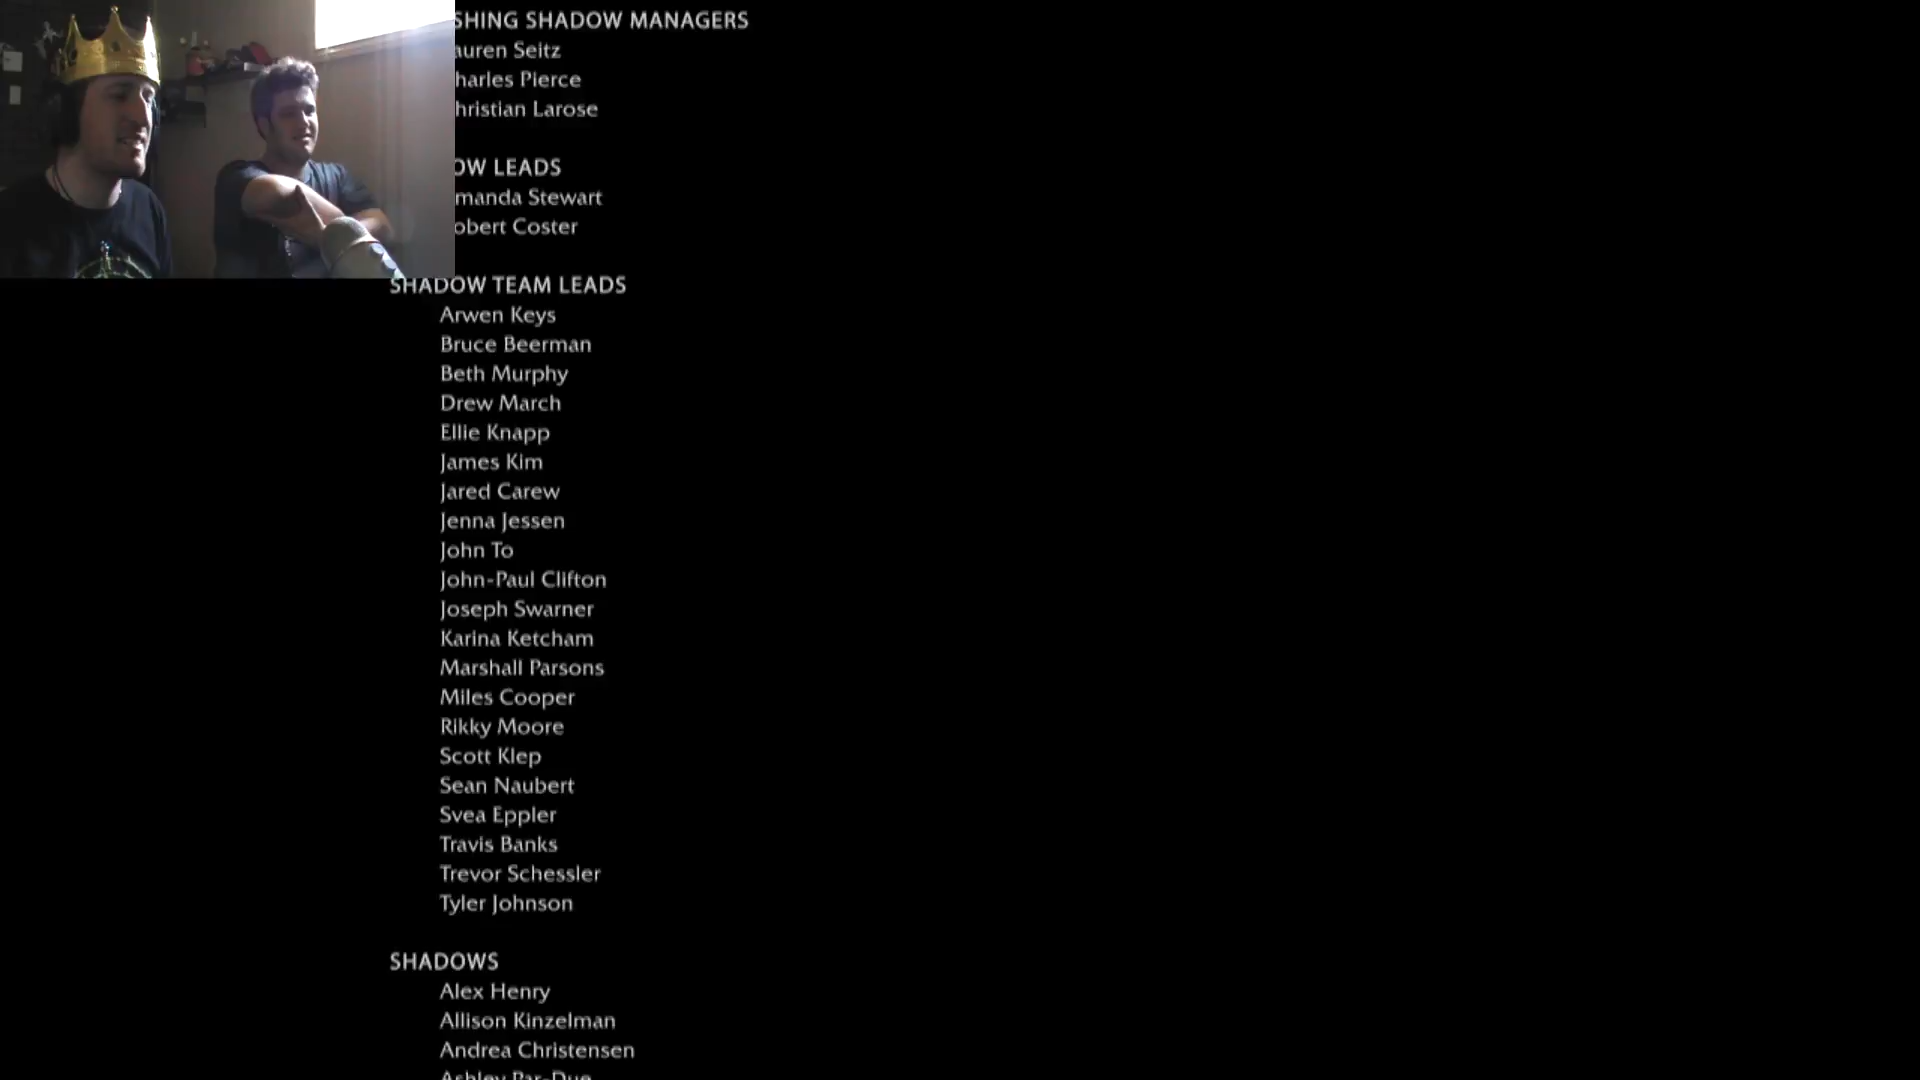 SHING SHADOW MANAGERS
auren Seitz
harles Pierce
hristian Larose
OW LEADS
manda Stewart
obert Coster
SHADOW TEAM LEADS
Arwen Keys
Bruce Beerman
Beth Murphy
Drew March
Ellie Knapp
James Kim
Jared Carew
Jenna Jessen
John To
John-Paul Clifton
Joseph Swarner
Karina Ketcham
Marshall Parsons
Miles Cooper
Rikky Moore
Scott Klep
Sean Naubert
Svea Eppler
Travis Banks
Trevor Schessler
Tyler Johnson
SHADOWS
Alex Henry
Allison Kinzelman
Andrea Christensen
Ashley Par-Due